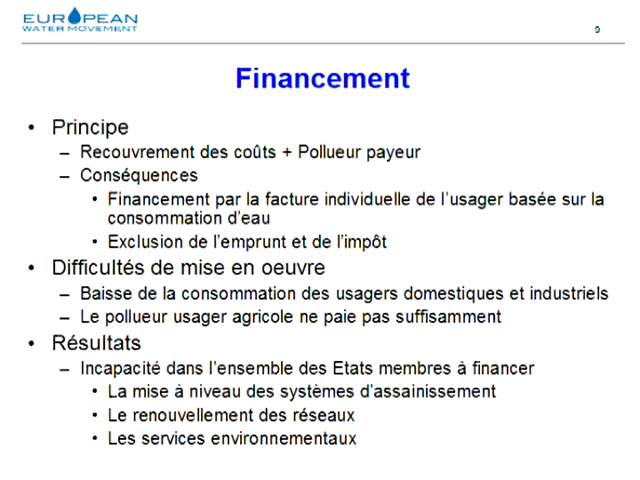 EUROPEAN
WATER MOVEMENT
9
Financement
• Principe
– Recouvrement des coûts + Pollueur payeur
– Conséquences
• Financement par la facture individuelle de l'usager basée sur la
consommation d'eau
• Exclusion de l'emprunt et de l'impôt
• Difficultés de mise en oeuvre
– Baisse de la consommation des usagers domestiques et industriels
– Le pollueur usager agricole ne paie pas suffisamment
• Résultats
– Incapacité dans l'ensemble des Etats membres à financer
• La mise à niveau des systèmes d'assainissement
• Le renouvellement des réseaux
• Les services environnementaux